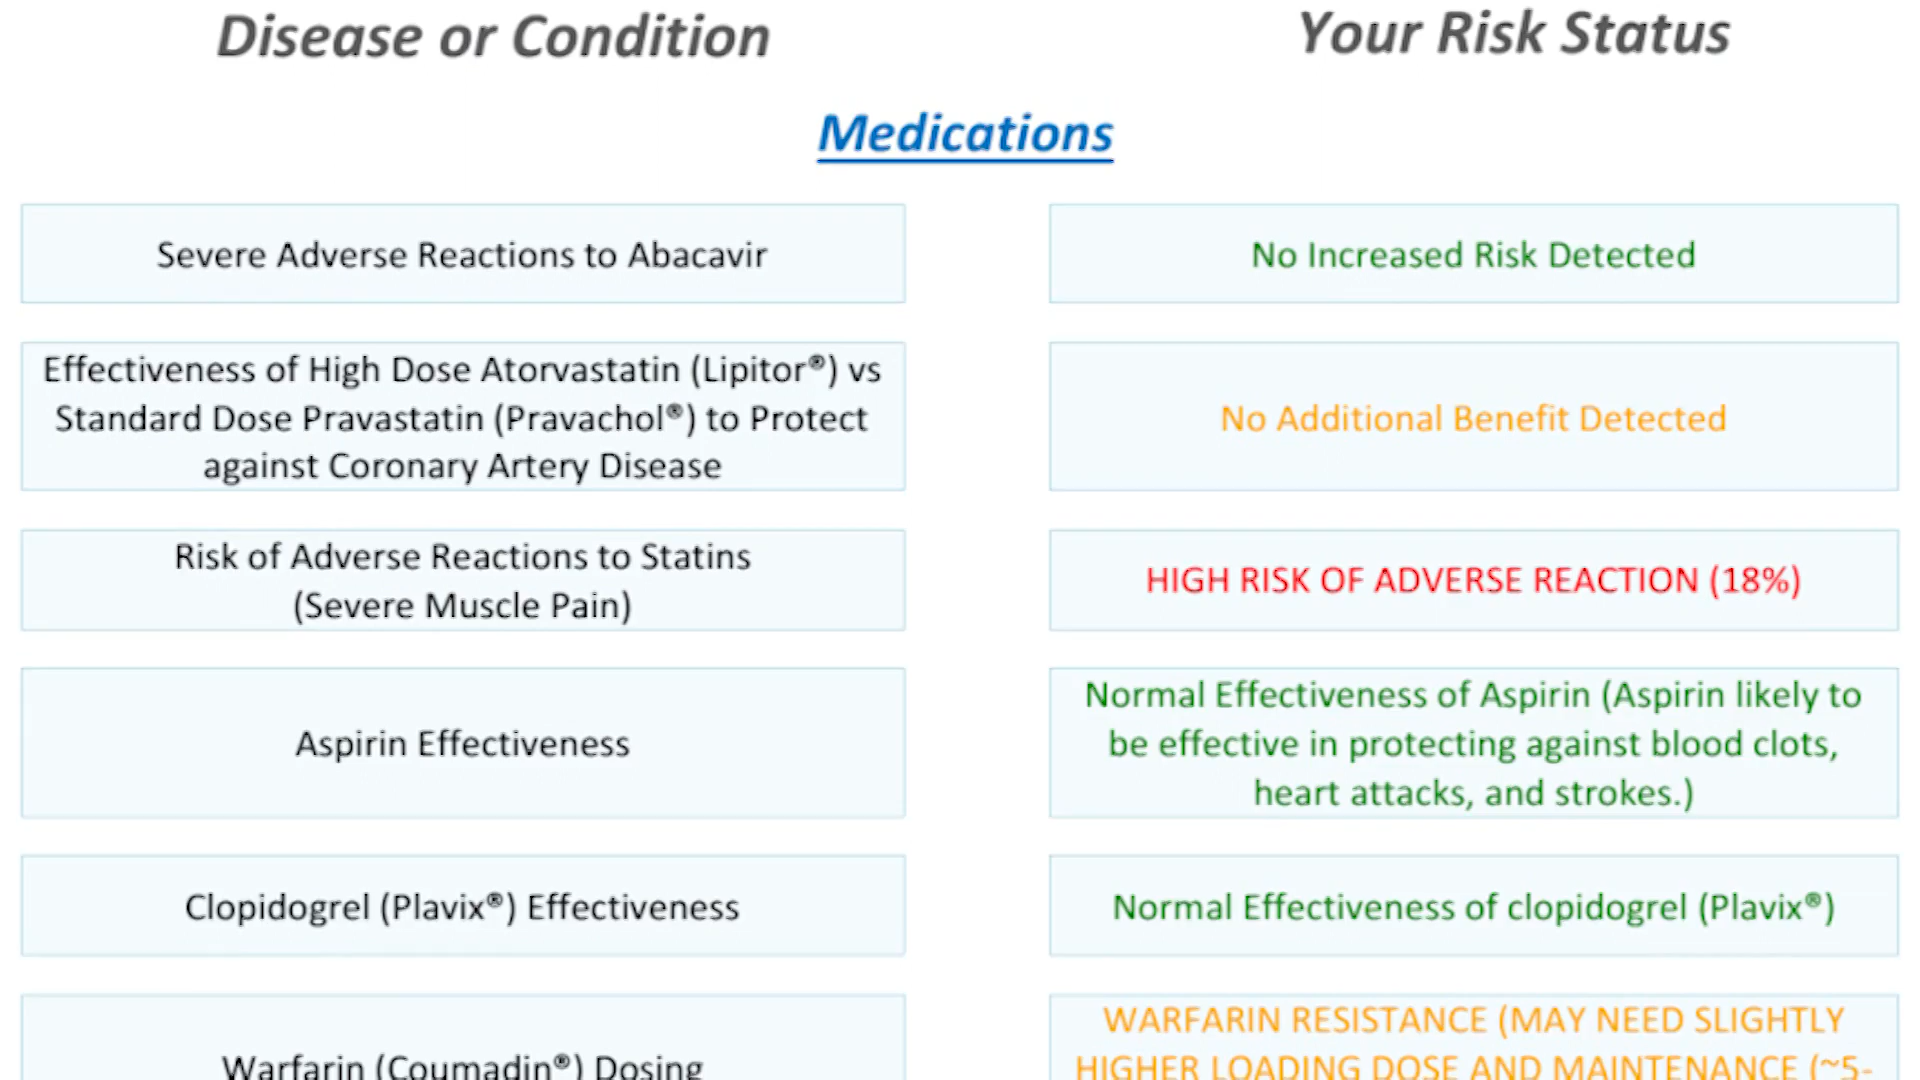 Disease or Condition
Your Risk Status
Medications
Severe Adverse Reactions to Abacavir
No Increased Risk Detected
Effectiveness of High Dose Atorvastatin (Lipitor®) vs
Standard Dose Pravastatin (Pravachol®) to Protect
against Coronary Artery Disease
No Additional Benefit Detected
Risk of Adverse Reactions to Statins
(Severe Muscle Pain)
HIGH RISK OF ADVERSE REACTION (18%)
Aspirin Effectiveness
Normal Effectiveness of Aspirin (Aspirin likely to
be effective in protecting against blood clots,
heart attacks, and strokes.)
Clopidogrel (Plavix®) Effectiveness
Normal Effectiveness of clopidogrel (Plavix®)
Warfarin (Coumadin®) Dosing
WARFARIN RESISTANCE (MAY NEED SLIGHTLY
HIGHER LOADING DOSE AND MAINTENANCE (~5-